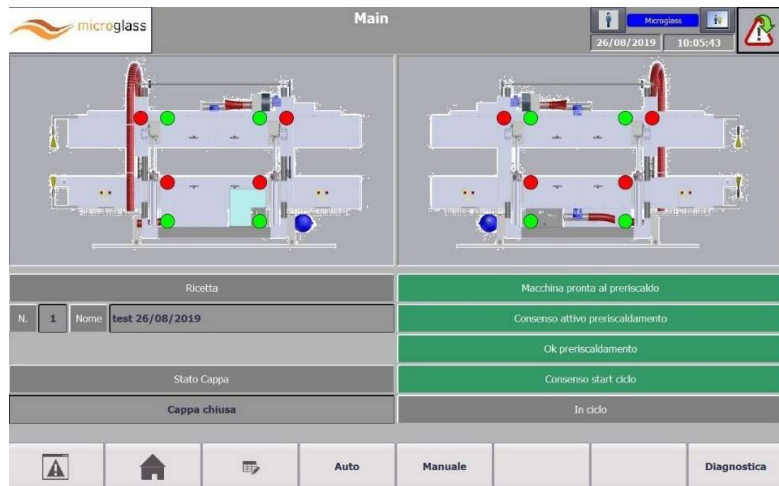 microglass
Main
Microglass
26/08/2019 10:05:43
Ricetta
N. 1 Nome test 26/08/2019
Stato Cappa
Cappa chiusa
Macchina pronta al preriscaldo
Consenso attivo preriscaldamento
Ok preriscaldamento
Consenso start ciclo
In ciclo
Auto Manuale Diagnostica